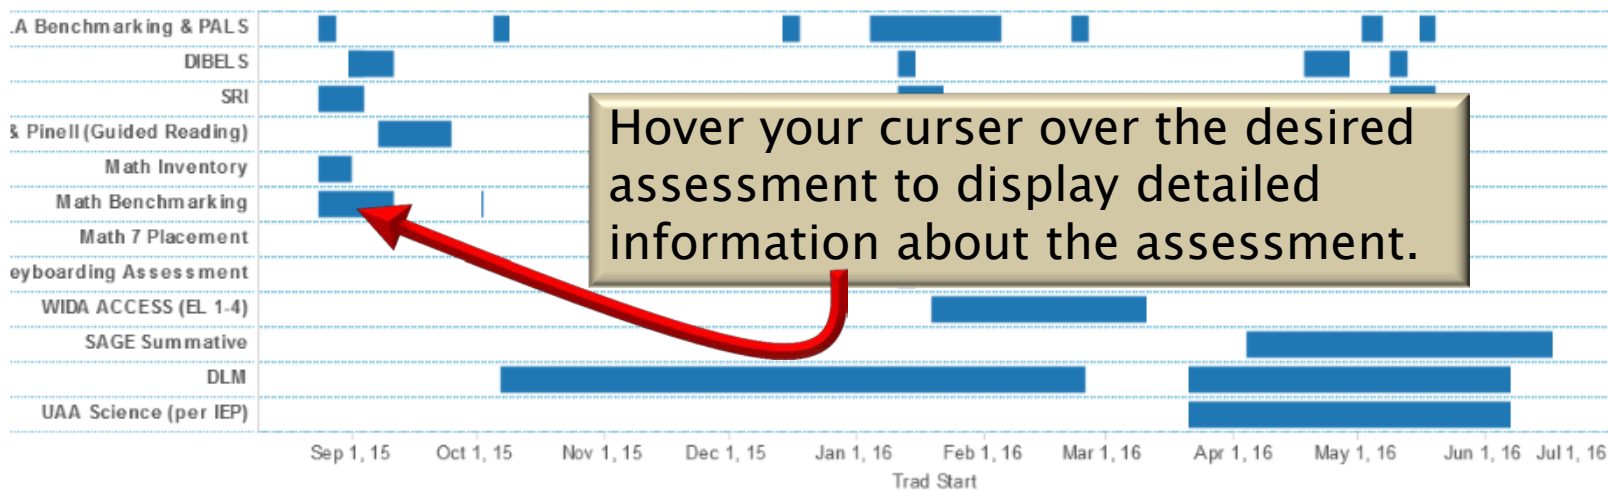 .A Benchmarking & PALS
DIBELS
SRI
& Pinell (Guided Reading)
Math Inventory
Math Benchmarking
Math 7 Placement
eyboarding Assessment
WIDA ACCESS (EL 1-4)
SAGE Summative
DLM
UAA Science (per IEP)
Hover your curser over the desired
assessment to display detailed
information about the assessment.
Sep 1, 15 Oct 1, 15 Nov 1, 15 Dec 1, 15 Jan 1, 16 Feb 1, 16 Mar 1, 16 Apr 1, 16 May 1, 16 Jun 1, 16 Jul 1, 16
Trad Start